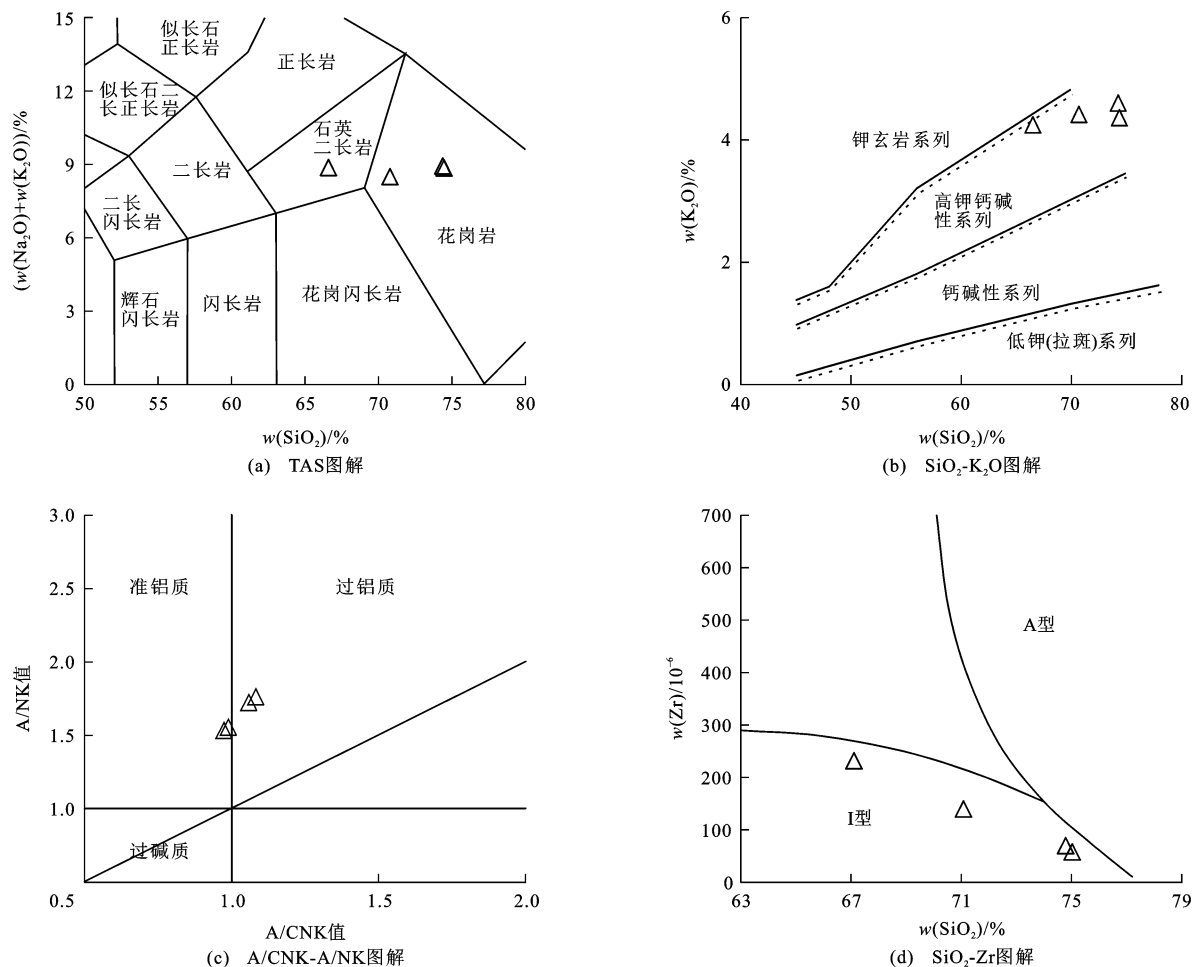 15
12
9
6
3
0
50
55
60
65
70
75
80
(w(Na₂O)+w(K₂O))/%
似长石
正长岩
正长岩
似长石二
长正长岩
石英
二长岩
二长岩
二长
闪长岩
花岗岩
辉石
闪长岩
闪长岩
花岗闪长岩
w(SiO₂)/%
(a) TAS图解
6
4
2
0
40
50
60
70
80
w(K₂O)/%
钾玄岩系列
高钾钙碱
性系列
钙碱性系列
低钾(拉斑)系列
w(SiO₂)/%
(b) SiO₂-K₂O图解
3.0
2.5
2.0
1.5
1.0
0.5
1.0
1.5
2.0
A/NK值
准铝质
过铝质
过碱质
A/CNK值
(c) A/CNK-A/NK图解
700
600
500
400
300
200
100
0
63
67
71
75
79
w(Zr)/10⁻⁶
A型
I型
w(SiO₂)/%
(d) SiO₂-Zr图解